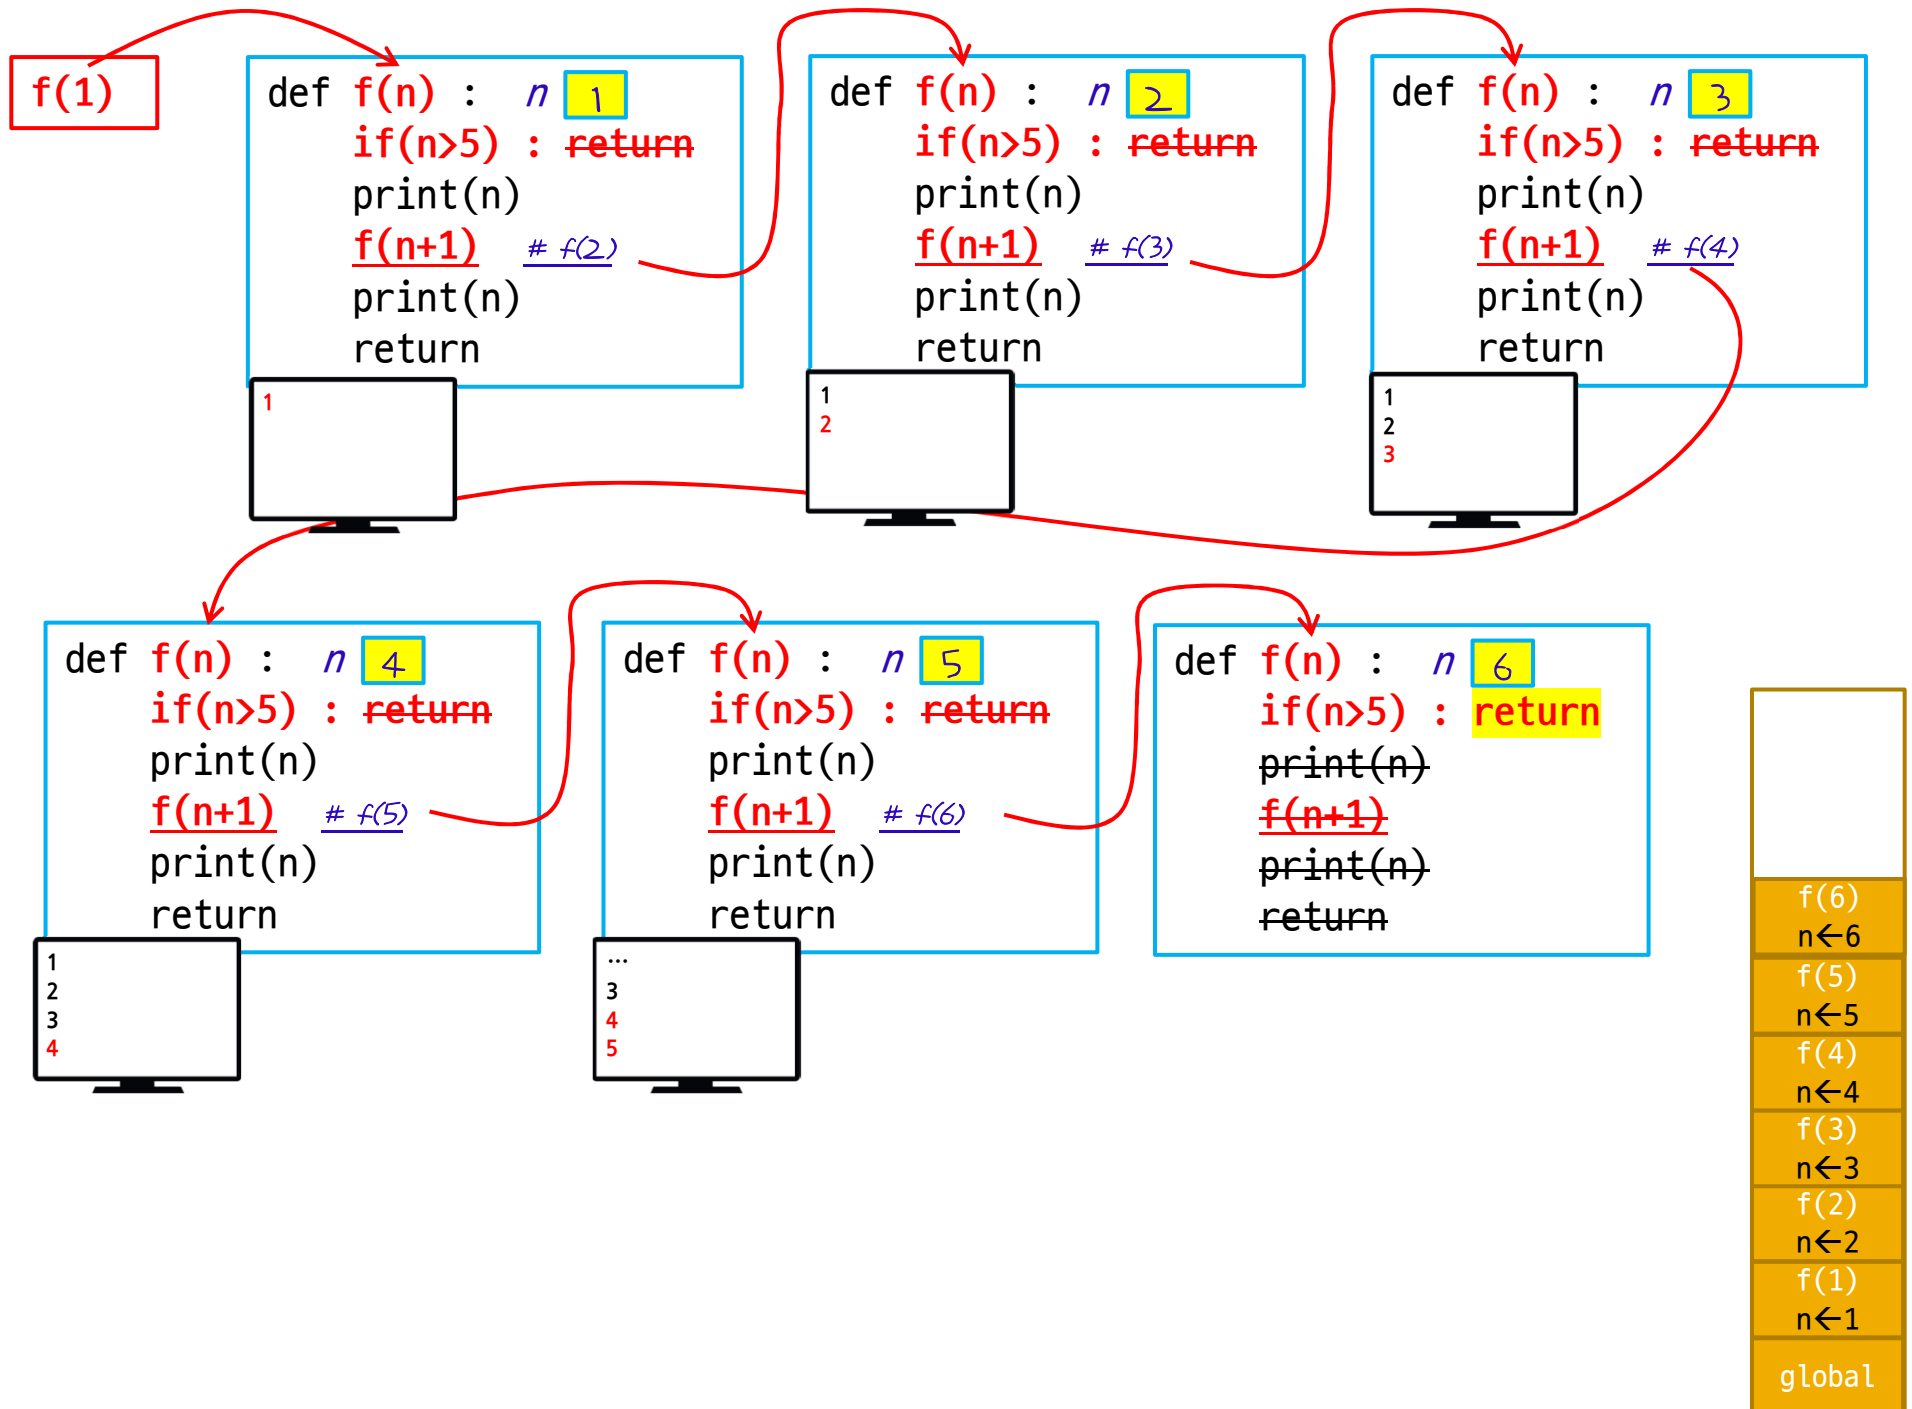 f(1)
def f(n) : n 1
if(n>5) : return
print(n)
f(n+1) # f(2)
print(n)
return
1
def f(n) : n 2
if(n>5) : return
print(n)
f(n+1) # f(3)
print(n)
return
1
2
def f(n) : n 3
if(n>5) : return
print(n)
f(n+1) # f(4)
print(n)
return
1
2
3
def f(n) : n 4
if(n>5) : return
print(n)
f(n+1) # f(5)
print(n)
return
1
2
3
4
def f(n) : n 5
if(n>5) : return
print(n)
f(n+1) # f(6)
print(n)
return
...
3
4
5
def f(n) : n 6
if(n>5) : return
print(n)
f(n+1)
print(n)
return
f(6)
n←6
f(5)
n←5
f(4)
n←4
f(3)
n←3
f(2)
n←2
f(1)
n←1
global